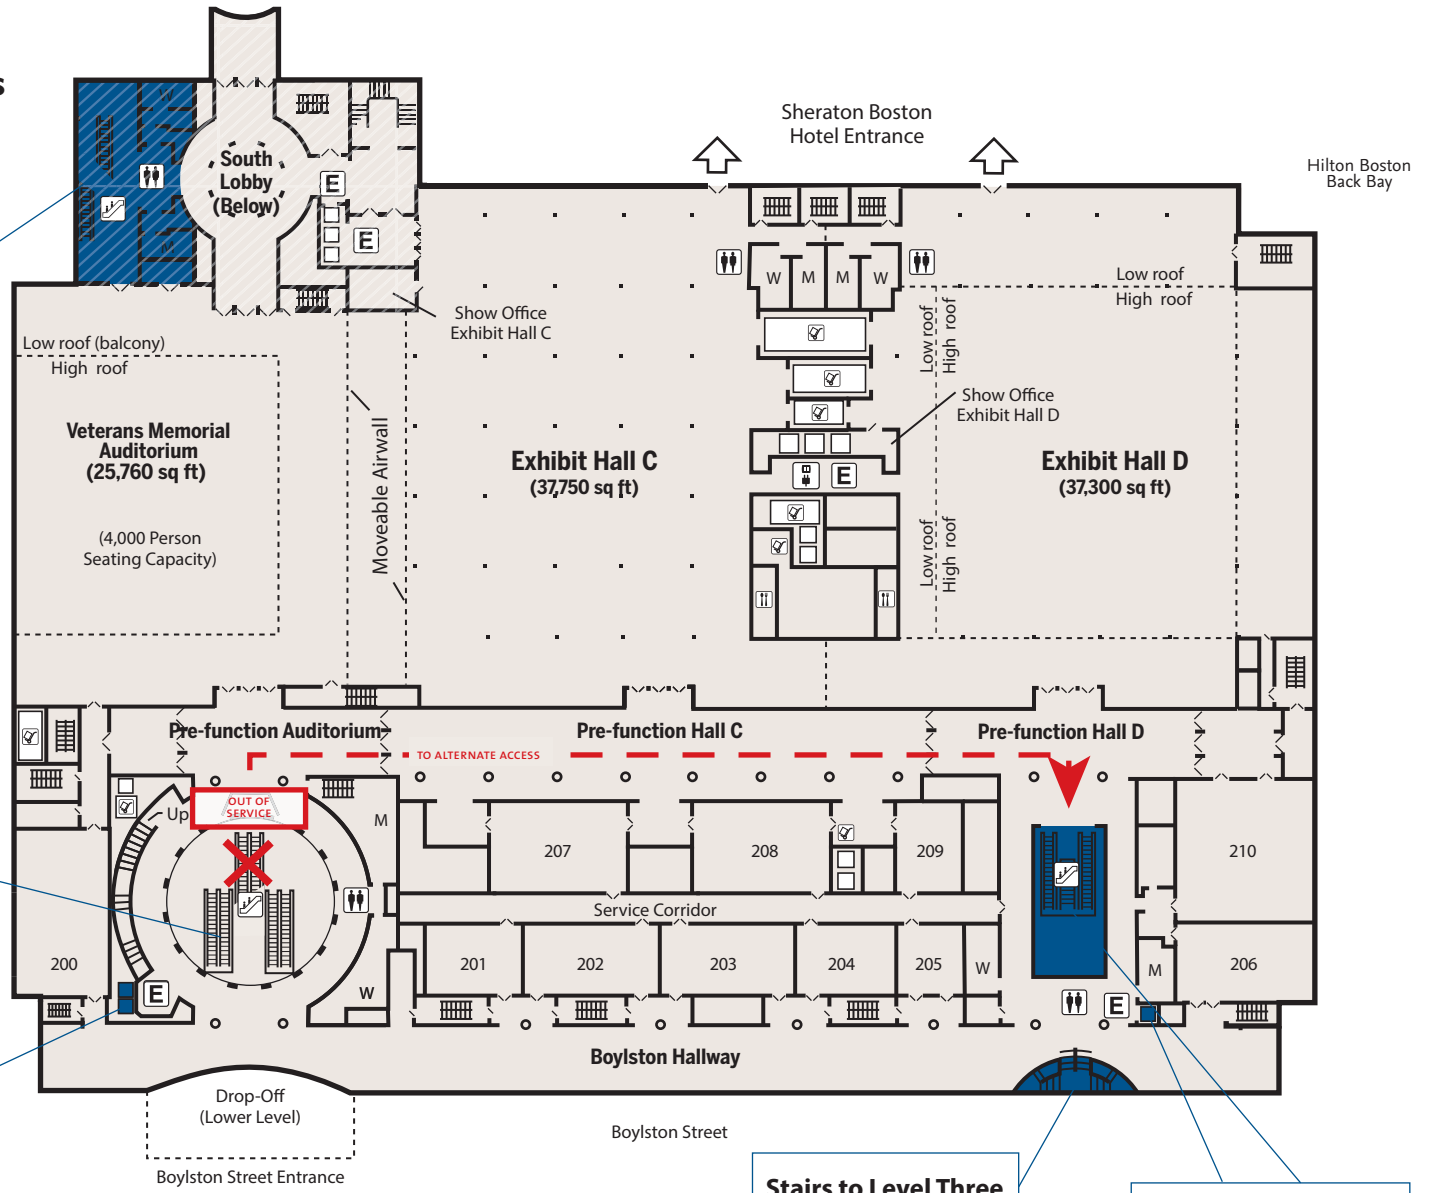 s
Sheraton Boston
Hotel Entrance
Hilton Boston
Back Bay
W
South
Lobby
(Below)
E
E
M
W
M
M
W
Low roof
High roof
Show Office
Exhibit Hall C
Low roof (balcony)
High roof
Low roof
High roof
Show Office
Exhibit Hall D
Veterans Memorial
Auditorium
(25,760 sq ft)
Moveable Airwall
Exhibit Hall C
(37,750 sq ft)
Exhibit Hall D
(37,300 sq ft)
E
(4,000 Person
Seating Capacity)
Low roof
High roof
Pre-function Auditorium
Pre-function Hall C
Pre-function Hall D
TO ALTERNATE ACCESS
OUT OF
SERVICE
Up
M
207
208
209
210
Service Corridor
200
201
202
203
204
205
W
M
206
E
W
E
Boylston Hallway
Drop-Off
(Lower Level)
Boylston Street
Boylston Street Entrance
Stairs to Level Three